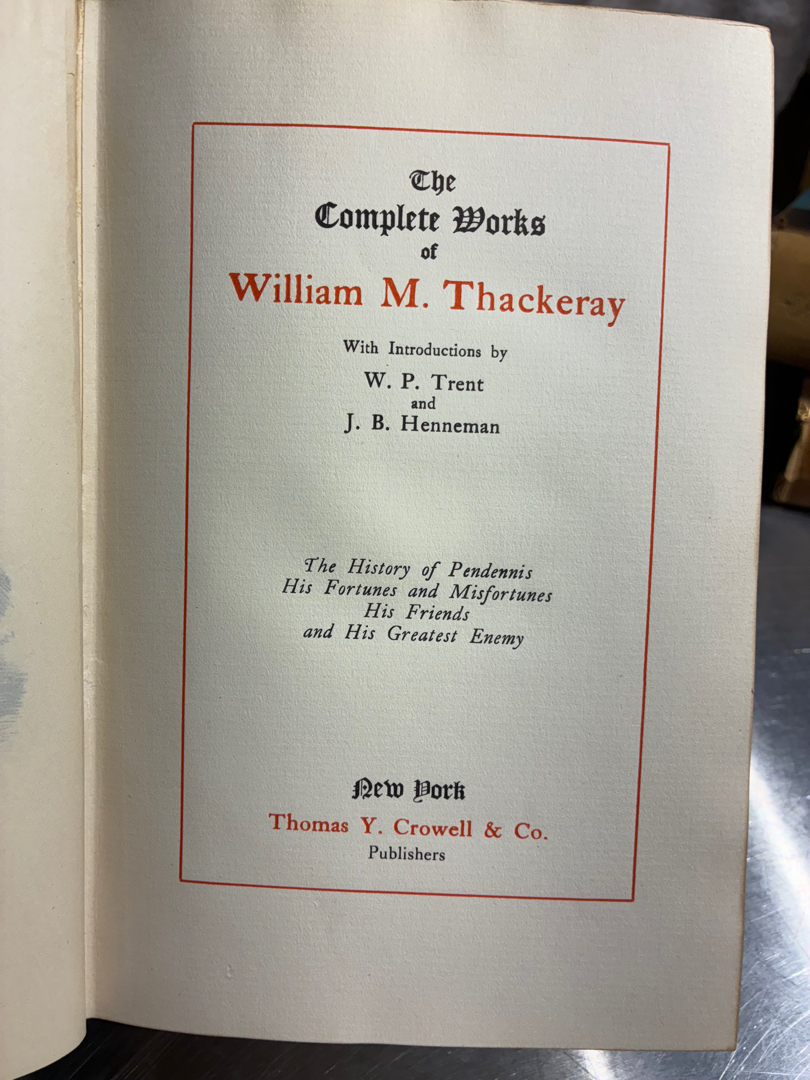 The
Complete Works
of
William M. Thackeray
With Introductions by
W. P. Trent
and
J. B. Henneman
The History of Pendennis
His Fortunes and Misfortunes
His Friends
and His Greatest Enemy
New York
Thomas Y. Crowell & Co.
Publishers